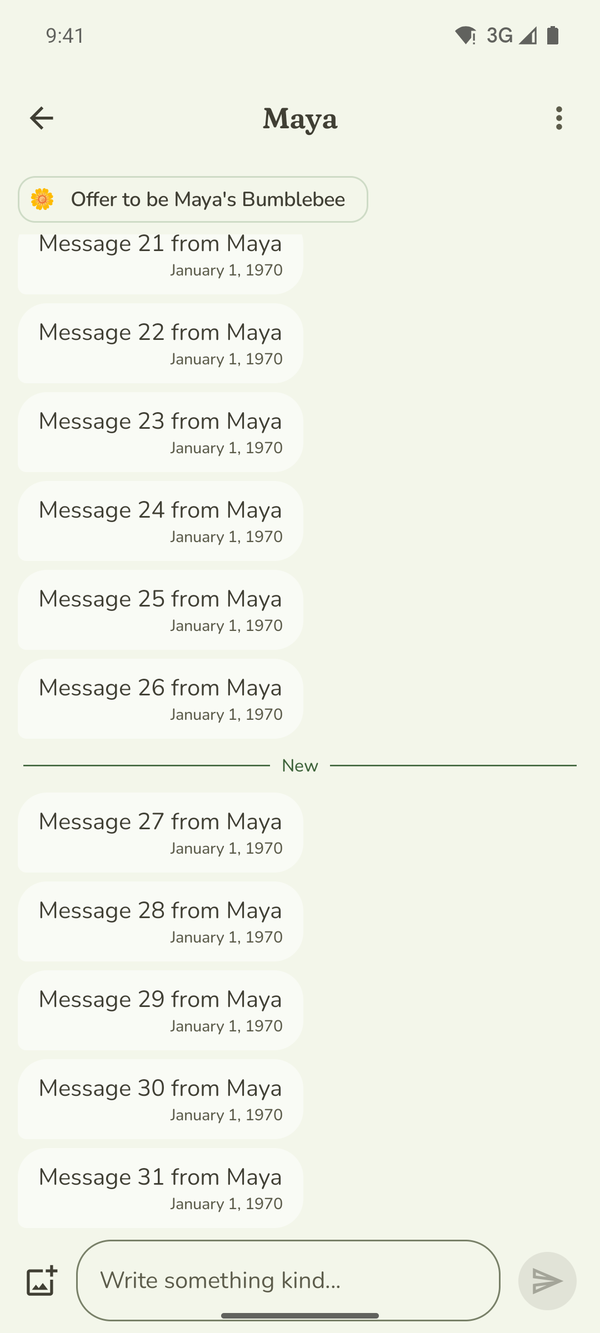 9:41
3G
Maya
Offer to be Maya's Bumblebee
Message 21 from Maya
January 1, 1970
Message 22 from Maya
January 1, 1970
Message 23 from Maya
January 1, 1970
Message 24 from Maya
January 1, 1970
Message 25 from Maya
January 1, 1970
Message 26 from Maya
January 1, 1970
New
Message 27 from Maya
January 1, 1970
Message 28 from Maya
January 1, 1970
Message 29 from Maya
January 1, 1970
Message 30 from Maya
January 1, 1970
Message 31 from Maya
January 1, 1970
Write something kind...